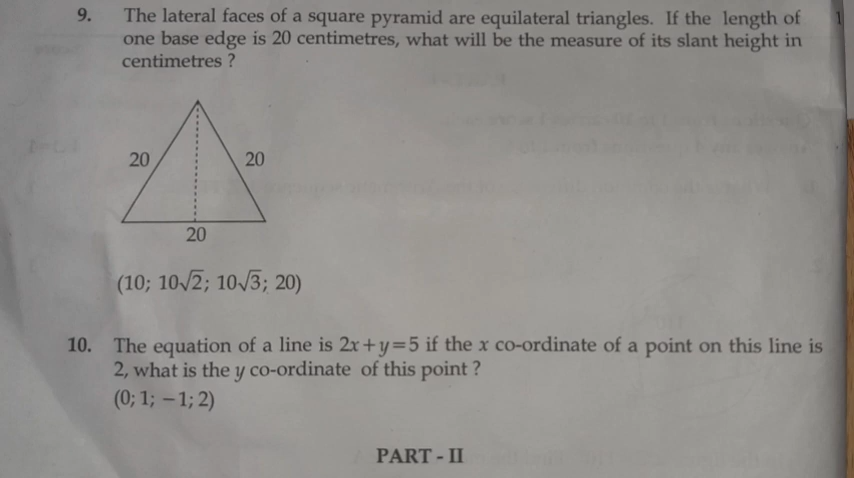 9. The lateral faces of a square pyramid are equilateral triangles. If the length of
one base edge is 20 centimetres, what will be the measure of its slant height in
centimetres ?
20 20
20
(10; 10√2; 10√3; 20)
10. The equation of a line is 2x+y=5 if the x co-ordinate of a point on this line is
2, what is the y co-ordinate of this point ?
(0; 1; −1; 2)
PART - II